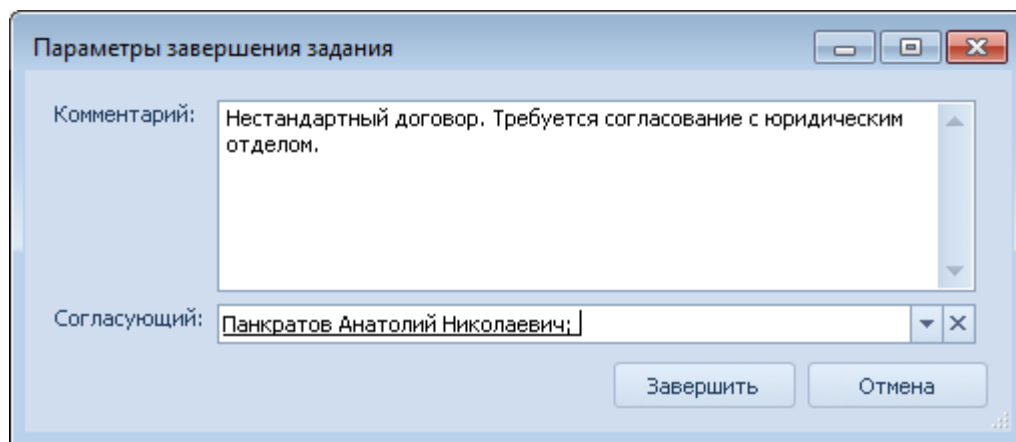 Параметры завершения задания
Комментарий:
Нестандартный договор. Требуется согласование с юридическим
отделом.
Согласующий:
Панкратов Анатолий Николаевич;
Завершить
Отмена